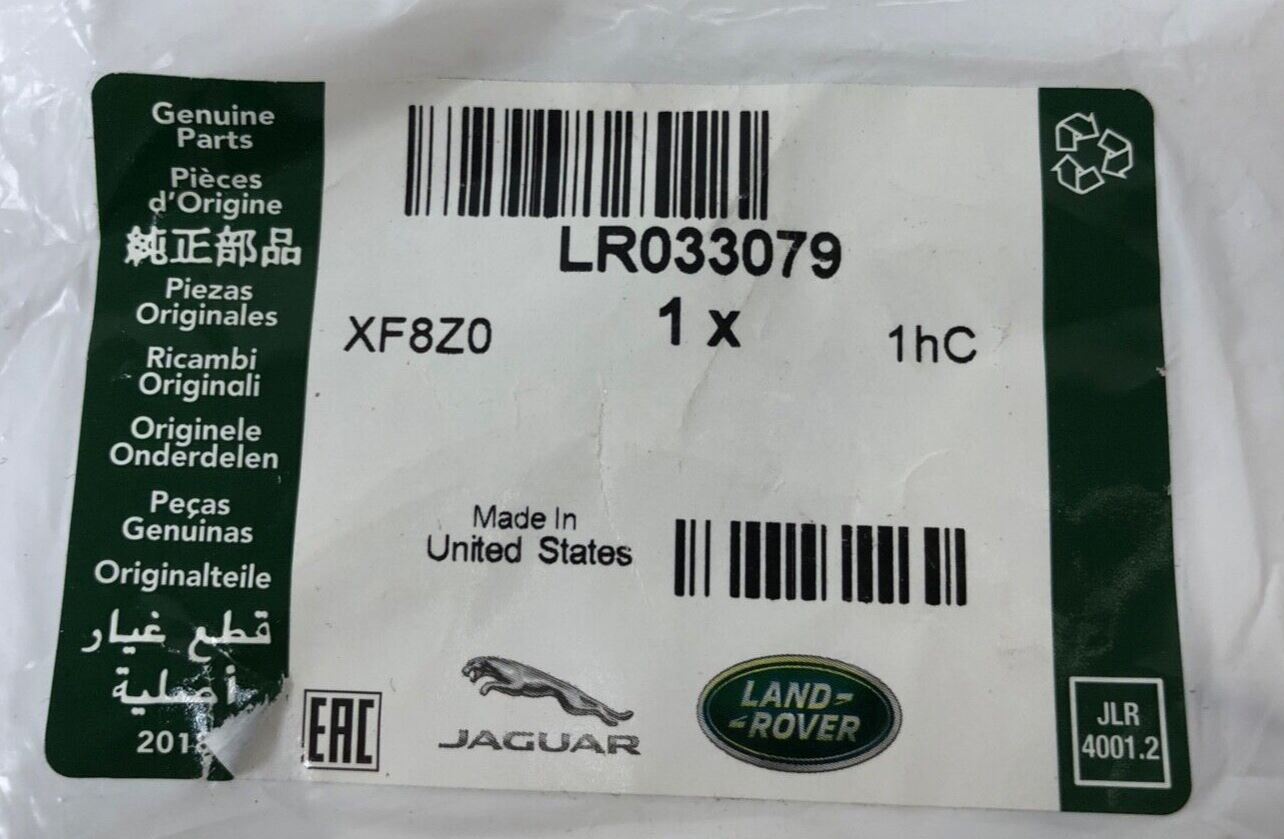 Genuine
Parts
Pièces
d'Origine
純正部品
Piezas
Originales
Ricambi
Originali
Originele
Onderdelen
Peças
Genuinas
Originalteile
قطع غيار
أصلية
LR033079
XF8Z0
1 x
1hC
Made In
United States
EAC
JAGUAR
LAND
ROVER
JLR
4001.2